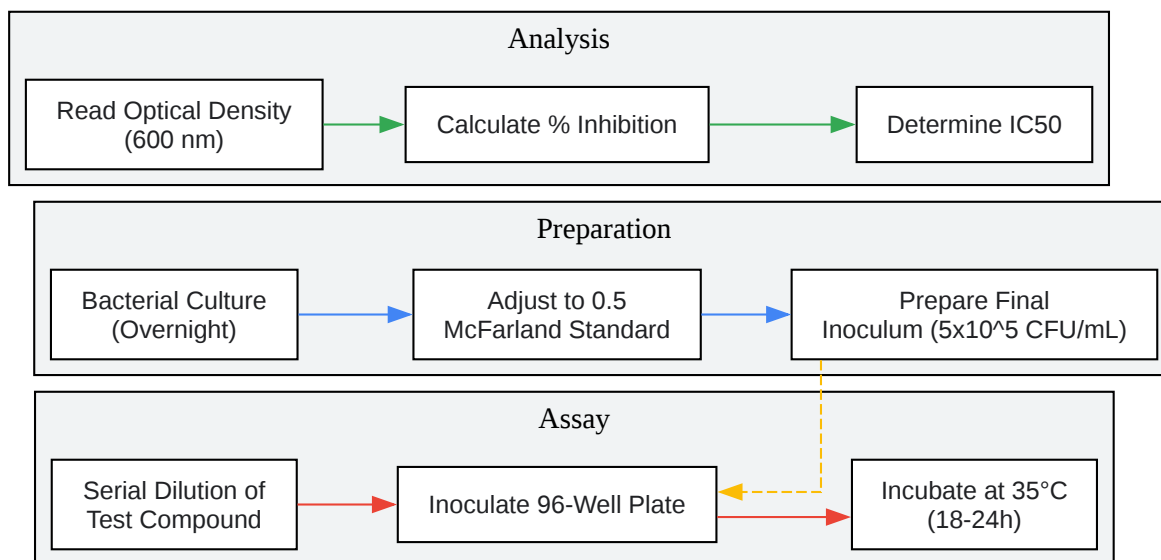 Analysis
Read Optical Density
(600 nm)
Calculate % Inhibition
Determine IC50
Preparation
Bacterial Culture
(Overnight)
Adjust to 0.5
McFarland Standard
Prepare Final
Inoculum (5x10^5 CFU/mL)
Assay
Serial Dilution of
Test Compound
Inoculate 96-Well Plate
Incubate at 35°C
(18-24h)